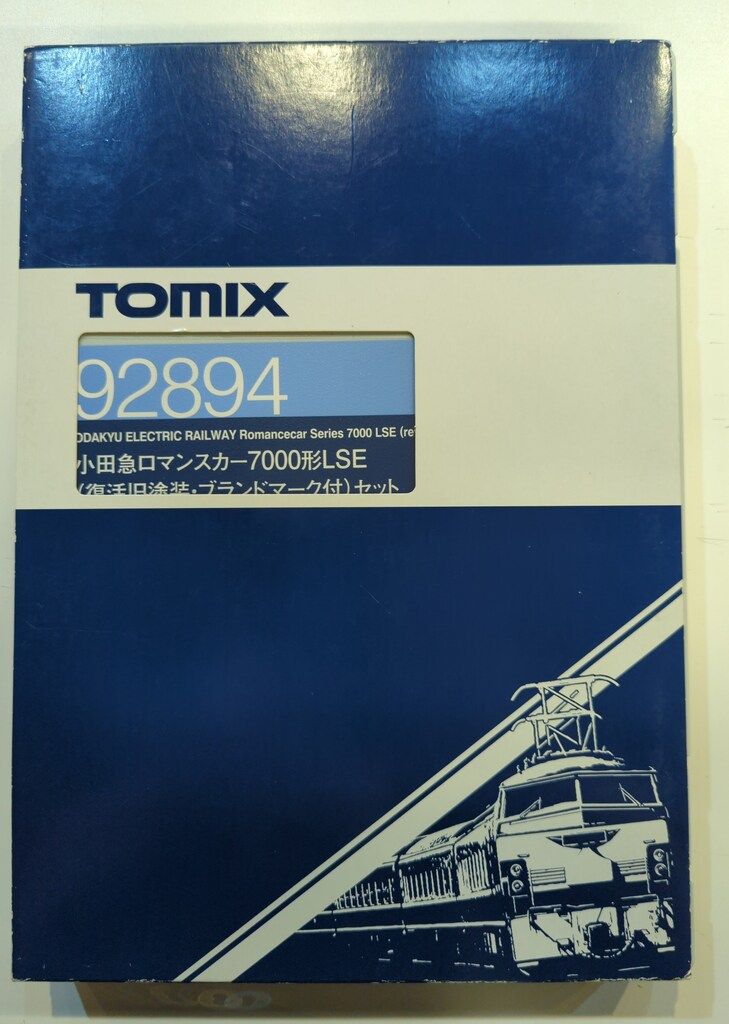 TOMIX
92894
ODAKYU ELECTRIC RAILWAY Romancecar Series 7000 LSE (re
小田急ロマンスカー7000形LSE
(復活旧塗装・ブランドマーク付)セット